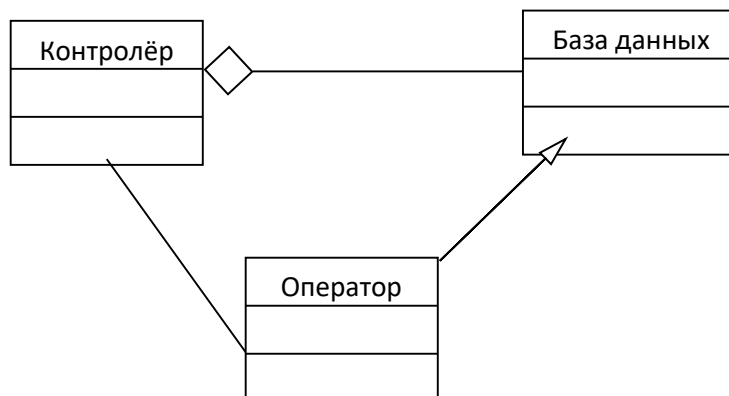 Контролёр
База данных
Оператор